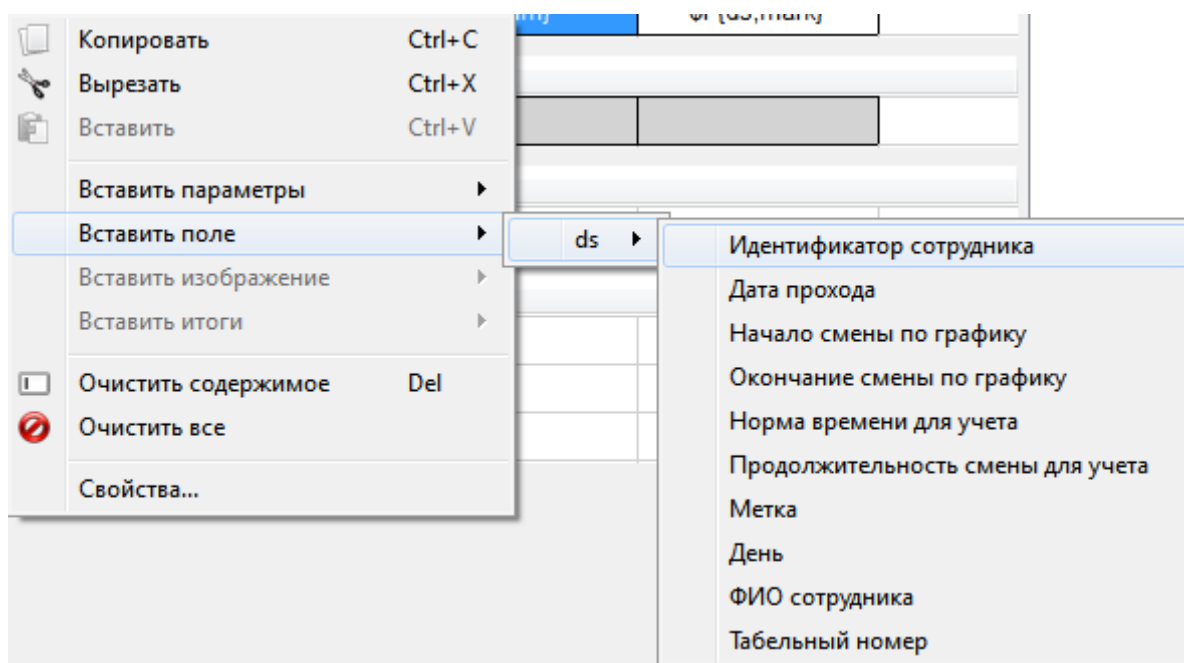 Копировать Ctrl+C
Вырезать Ctrl+X
Вставить Ctrl+V
Вставить параметры
Вставить поле
Вставить изображение
Вставить итоги
Очистить содержимое Del
Очистить все
Свойства...
ds
Идентификатор сотрудника
Дата прохода
Начало смены по графику
Окончание смены по графику
Норма времени для учета
Продолжительность смены для учета
Метка
День
ФИО сотрудника
Табельный номер